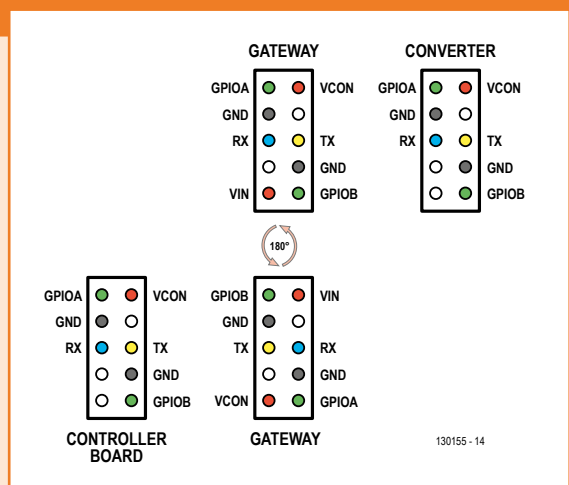 GATEWAY CONVERTER
GPIOA VCON GPIOA VCON
GND GND
RX TX RX TX
GND GND
VIN GPIOB GPIOB
180°
GPIOA VCON GPIOB VIN
GND GND
RX TX TX RX
GND GND
GPIOB VCON GPIOA
CONTROLLER BOARD
GATEWAY
130155 - 14